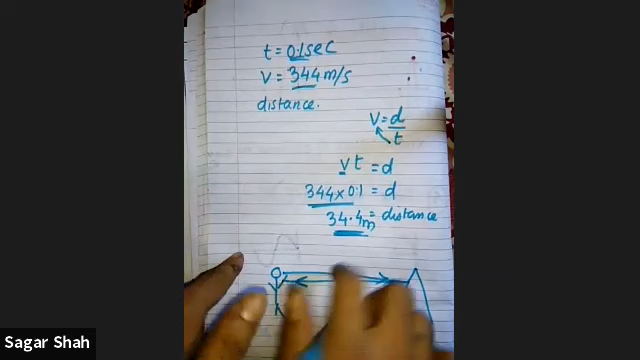 t = 0.1sec
v = 344 m/s
distance.
v = d/t
vt = d
344 x 0.1 = d
34.4m = distance
Sagar Shah